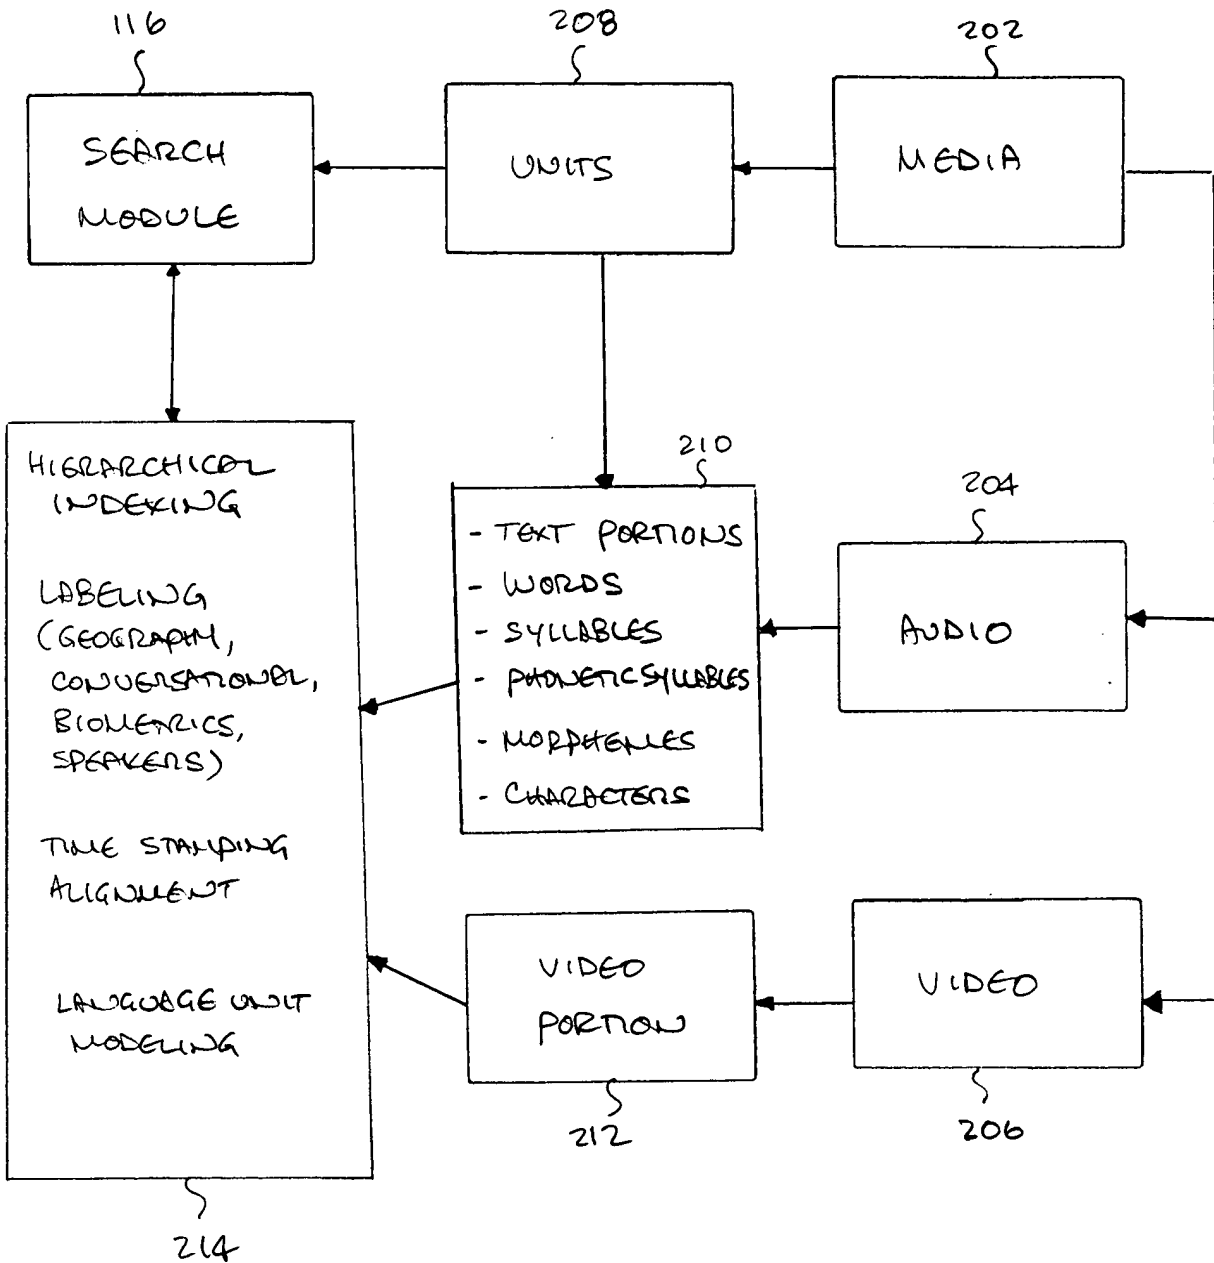 116
208
202
SEARCH
MODULE
UNITS
MEDIA
HIERARCHICAL
INDEXING
LABELING
(GEOGRAPHY,
CONVERSATIONAL,
BIOMETRICS,
SPEAKERS)
TIME STAMPING
ALIGNMENT
LANGUAGE UNIT
MODELING
214
210
- TEXT PORTIONS
- WORDS
- SYLLABLES
- PHONETIC SYLLABLES
- MORPHEMES
- CHARACTERS
204
AUDIO
VIDEO
PORTION
212
VIDEO
206